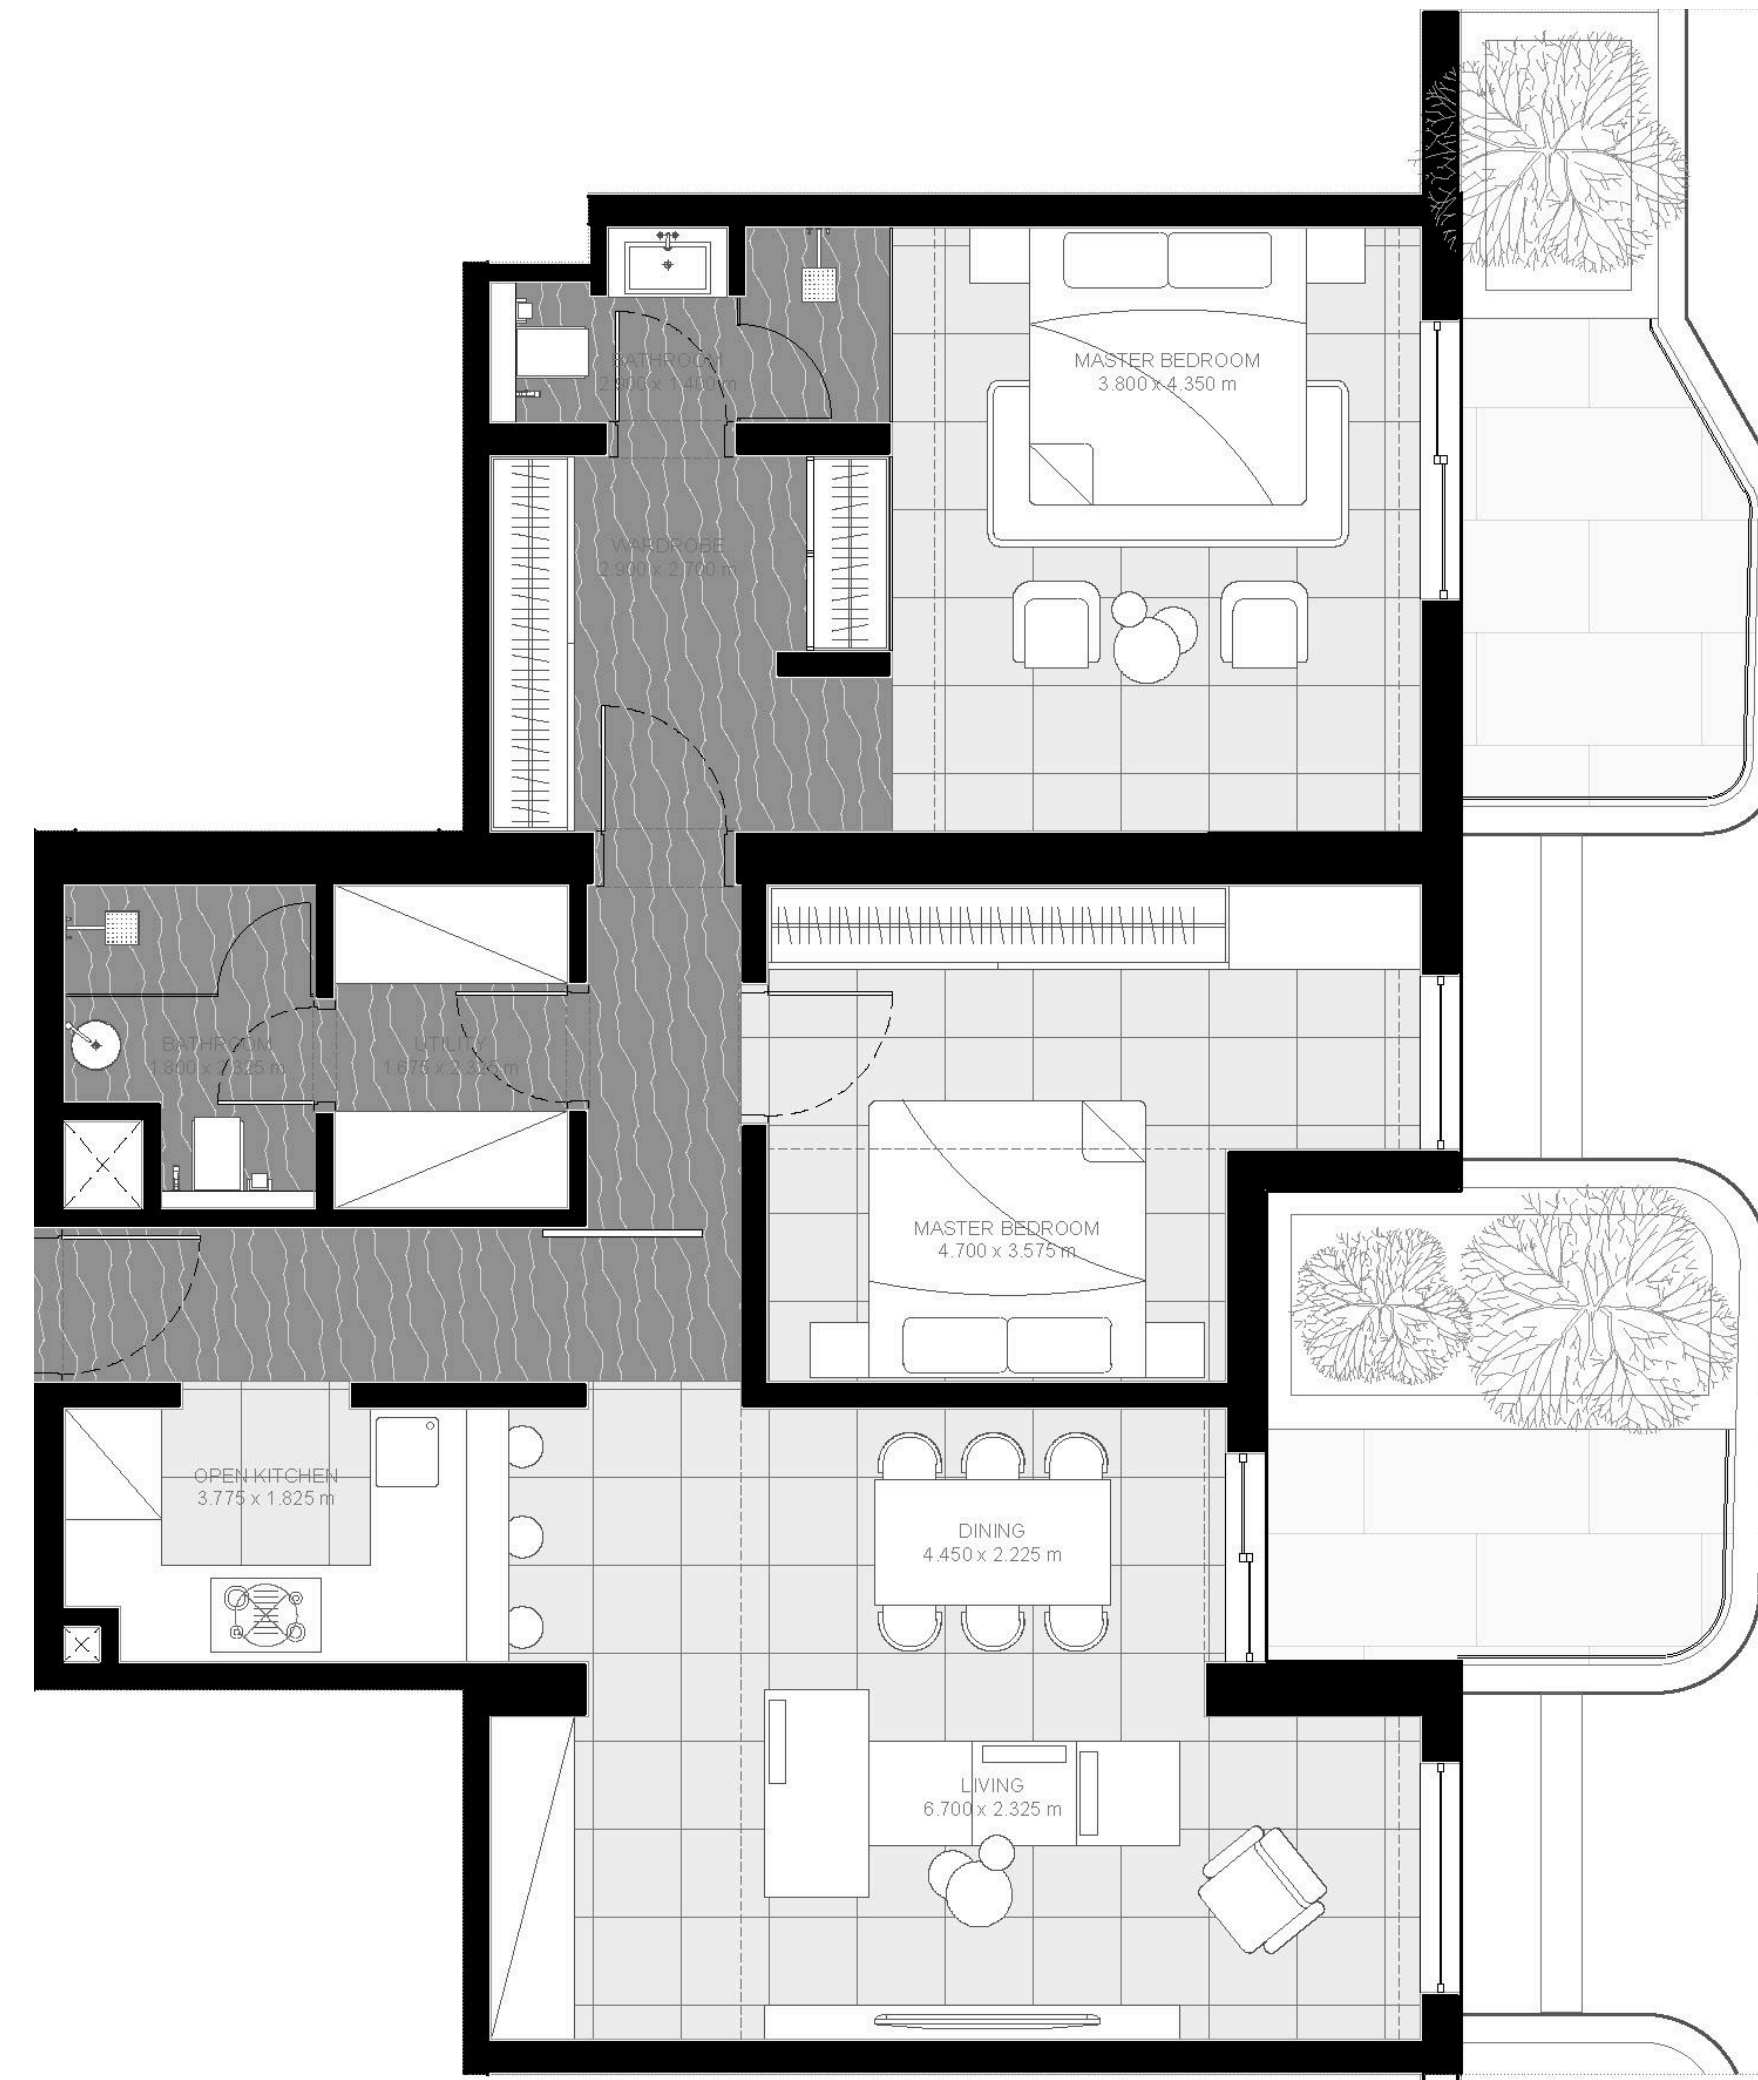 BATHROOM
2.900 x 1.400 m
MASTER BEDROOM
3.800 x 4.350 m
WARDROBE
2.900 x 2.700 m
BATHROOM
1.800 x 2.325 m
UTILITY
1.675 x 2.325 m
MASTER BEDROOM
4.700 x 3.575 m
OPEN KITCHEN
3.775 x 1.825 m
DINING
4.450 x 2.225 m
LIVING
6.700 x 2.325 m